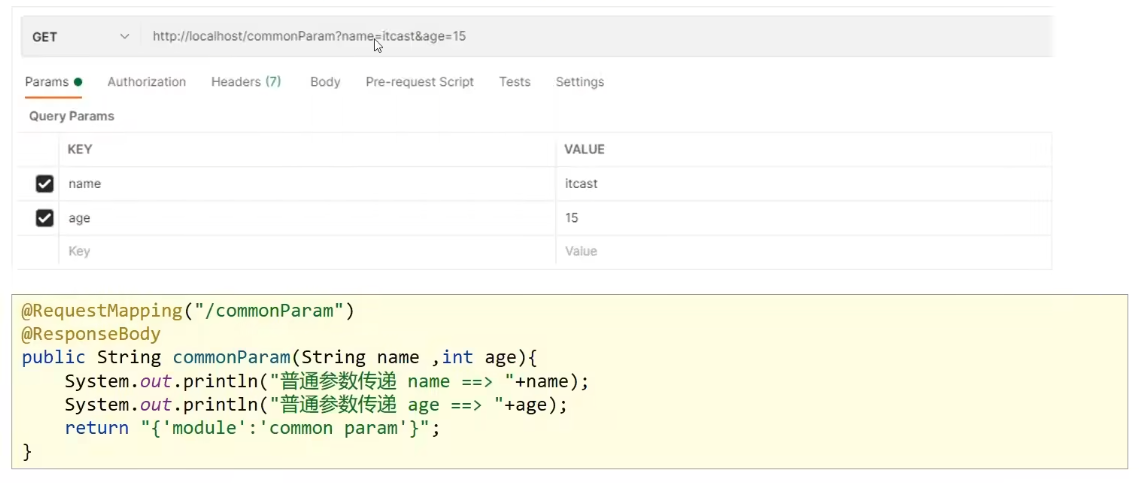 GET http://localhost/commonParam?name=itcast&age=15
Params Authorization Headers (7) Body Pre-request Script Tests Settings
Query Params
KEY VALUE
name itcast
age 15
Key Value
@RequestMapping("/commonParam")
@ResponseBody
public String commonParam(String name ,int age){
    System.out.println("普通参数传递 name ==> "+name);
    System.out.println("普通参数传递 age ==> "+age);
    return "{'module':'common param'}";
}